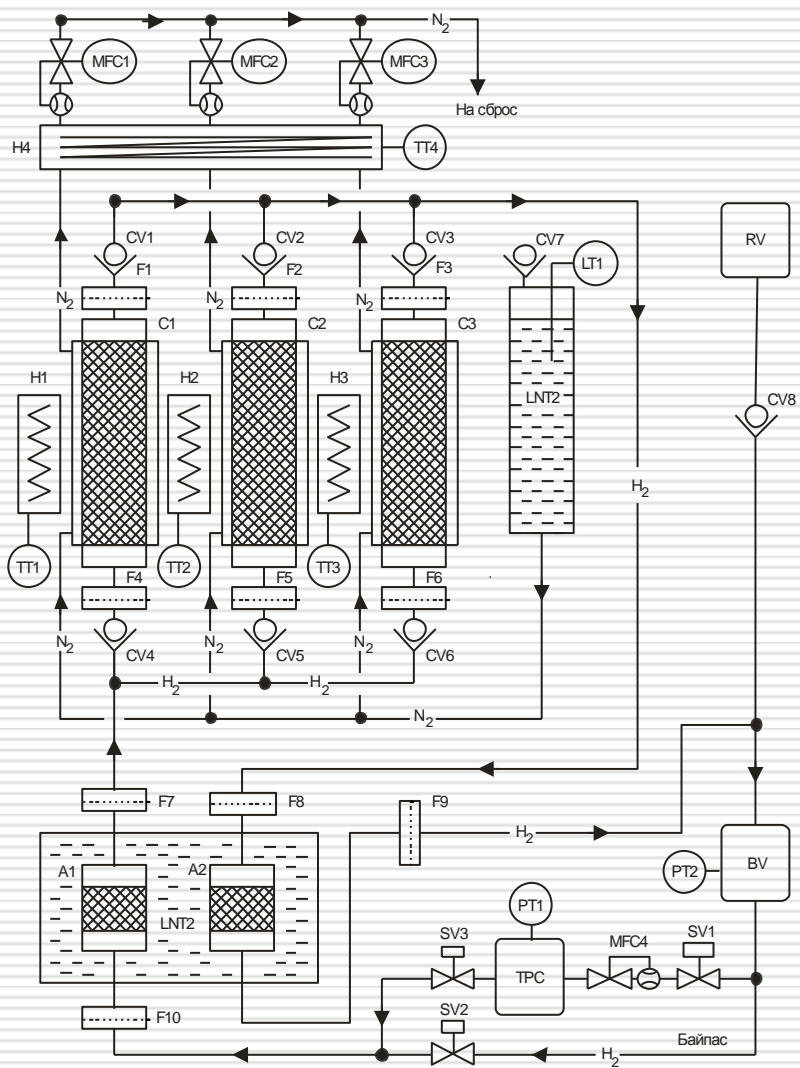 N2
MFC1 MFC2 MFC3
На сброс
H4 TT4
CV1 CV2 CV3 CV7
F1 F2 F3 LT1 RV
N2 N2 N2
C1 C2 C3
H1 H2 H3
LNT2 CV8
H2
TT1 TT2 TT3
F4 F5 F6
N2 N2 N2
CV4 CV5 CV6
H2 H2
N2
F7 F8 F9
H2
A1 A2 PT2 BV
PT1
LNT2
SV3 MFC4 SV1
TPC
F10 SV2
Байпас
H2